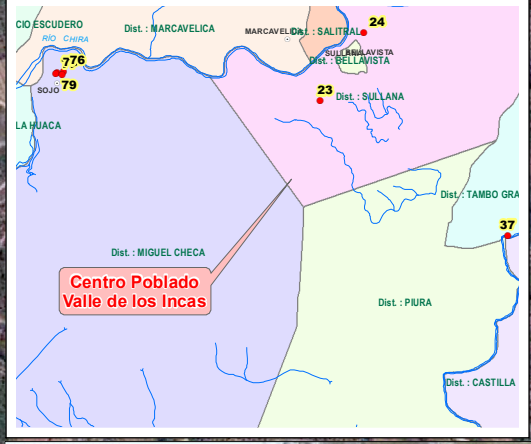 CIO ESCUDERO
Dist. : MARCAVELICA
MARCAVELICA
24
Dist. : SALITRAL
RÍO CHIRA
SULLANA
BELLAVISTA
Dist. : BELLAVISTA
76
79
SOJO
23
Dist. : SULLANA
LA HUACA
Dist. : TAMBO GRA
37
Dist. : MIGUEL CHECA
Centro Poblado
Valle de los Incas
Dist. : PIURA
Dist. : CASTILLA